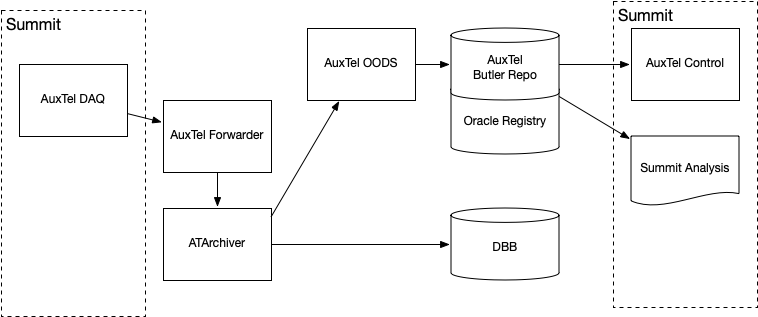 Summit
AuxTel DAQ
AuxTel Forwarder
ATArchiver
AuxTel OODS
AuxTel
Butler Repo
Oracle Registry
DBB
Summit
AuxTel Control
Summit Analysis